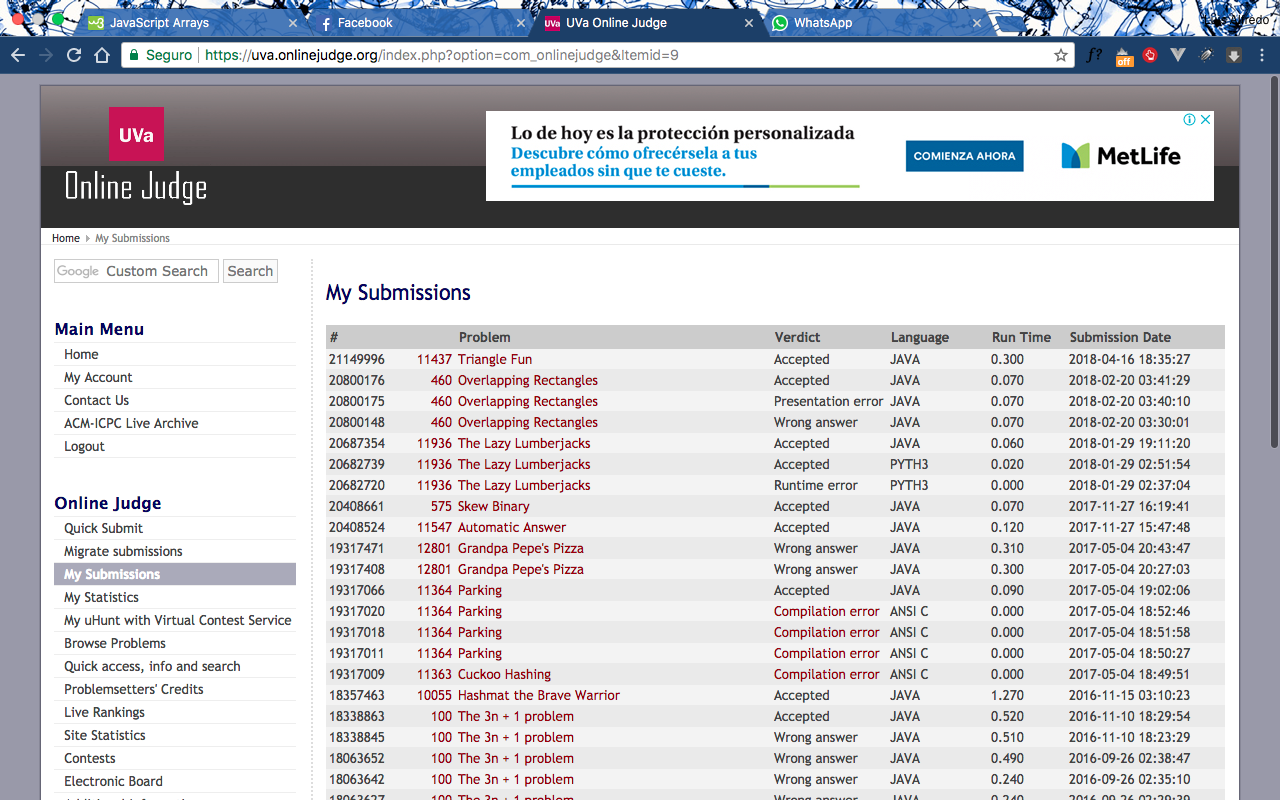 JavaScript Arrays
Facebook
UVa Online Judge
WhatsApp
Seguro https://uva.onlinejudge.org/index.php?option=com_onlinejudge&Itemid=9
f?
off
UVa
Online Judge
Lo de hoy es la protección personalizada
Descubre cómo ofrecérsela a tus
empleados sin que te cueste.
COMIENZA AHORA
MetLife
Home My Submissions
Google Custom Search Search
Main Menu
Home
My Account
Contact Us
ACM-ICPC Live Archive
Logout
Online Judge
Quick Submit
Migrate submissions
My Submissions
My Statistics
My uHunt with Virtual Contest Service
Browse Problems
Quick access, info and search
Problemsetters' Credits
Live Rankings
Site Statistics
Contests
Electronic Board
My Submissions
# Problem Verdict Language Run Time Submission Date
21149996 11437 Triangle Fun Accepted JAVA 0.300 2018-04-16 18:35:27
20800176 460 Overlapping Rectangles Accepted JAVA 0.070 2018-02-20 03:41:29
20800175 460 Overlapping Rectangles Presentation error JAVA 0.070 2018-02-20 03:40:10
20800148 460 Overlapping Rectangles Wrong answer JAVA 0.070 2018-02-20 03:30:01
20687354 11936 The Lazy Lumberjacks Accepted JAVA 0.060 2018-01-29 19:11:20
20682739 11936 The Lazy Lumberjacks Accepted PYTH3 0.020 2018-01-29 02:51:54
20682720 11936 The Lazy Lumberjacks Runtime error PYTH3 0.000 2018-01-29 02:37:04
20408661 575 Skew Binary Accepted JAVA 0.070 2017-11-27 16:19:41
20408524 11547 Automatic Answer Accepted JAVA 0.120 2017-11-27 15:47:48
19317471 12801 Grandpa Pepe's Pizza Wrong answer JAVA 0.310 2017-05-04 20:43:47
19317408 12801 Grandpa Pepe's Pizza Wrong answer JAVA 0.300 2017-05-04 20:27:03
19317066 11364 Parking Accepted JAVA 0.090 2017-05-04 19:02:06
19317020 11364 Parking Compilation error ANSI C 0.000 2017-05-04 18:52:46
19317018 11364 Parking Compilation error ANSI C 0.000 2017-05-04 18:51:58
19317011 11364 Parking Compilation error ANSI C 0.000 2017-05-04 18:50:27
19317009 11363 Cuckoo Hashing Compilation error ANSI C 0.000 2017-05-04 18:49:51
18357463 10055 Hashmat the Brave Warrior Accepted JAVA 1.270 2016-11-15 03:10:23
18338863 100 The 3n + 1 problem Accepted JAVA 0.520 2016-11-10 18:29:54
18338845 100 The 3n + 1 problem Wrong answer JAVA 0.510 2016-11-10 18:23:29
18063652 100 The 3n + 1 problem Wrong answer JAVA 0.490 2016-09-26 02:38:47
18063642 100 The 3n + 1 problem Wrong answer JAVA 0.240 2016-09-26 02:35:10